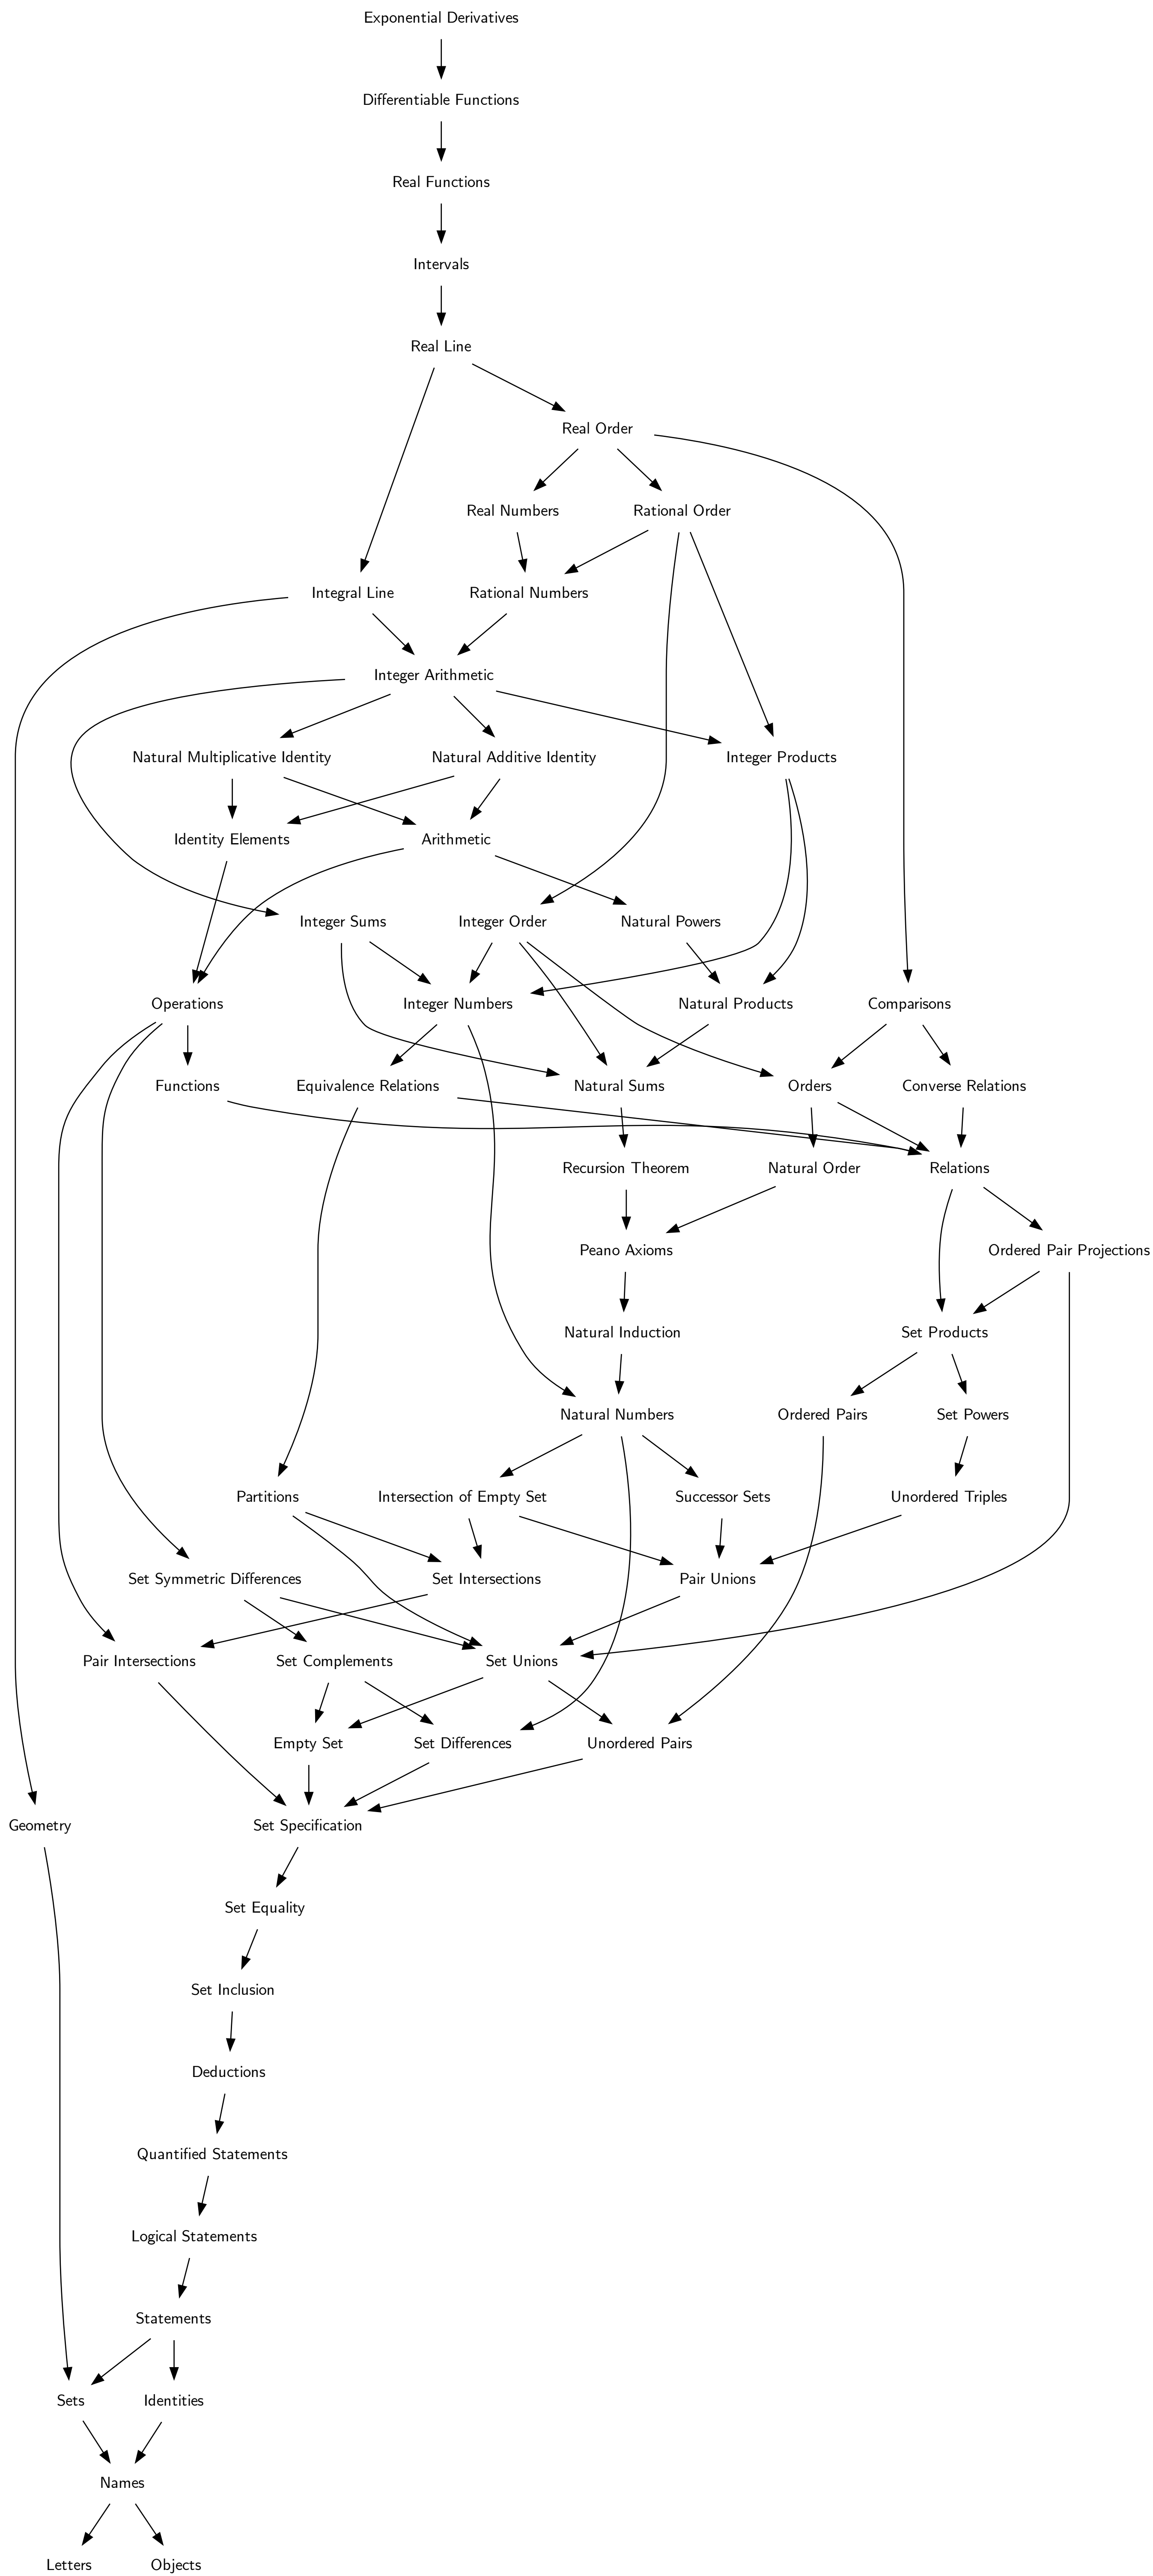 Exponential Derivatives
Differentiable Functions
Real Functions
Intervals
Real Line
Real Order
Real Numbers
Rational Order
Integral Line
Rational Numbers
Integer Arithmetic
Natural Multiplicative Identity
Natural Additive Identity
Integer Products
Identity Elements
Arithmetic
Integer Sums
Integer Order
Natural Powers
Operations
Integer Numbers
Natural Products
Comparisons
Functions
Equivalence Relations
Natural Sums
Orders
Converse Relations
Recursion Theorem
Natural Order
Relations
Peano Axioms
Ordered Pair Projections
Natural Induction
Set Products
Natural Numbers
Ordered Pairs
Set Powers
Partitions
Intersection of Empty Set
Successor Sets
Unordered Triples
Set Symmetric Differences
Set Intersections
Pair Unions
Pair Intersections
Set Complements
Set Unions
Empty Set
Set Differences
Unordered Pairs
Geometry
Set Specification
Set Equality
Set Inclusion
Deductions
Quantified Statements
Logical Statements
Statements
Sets
Identities
Names
Letters
Objects